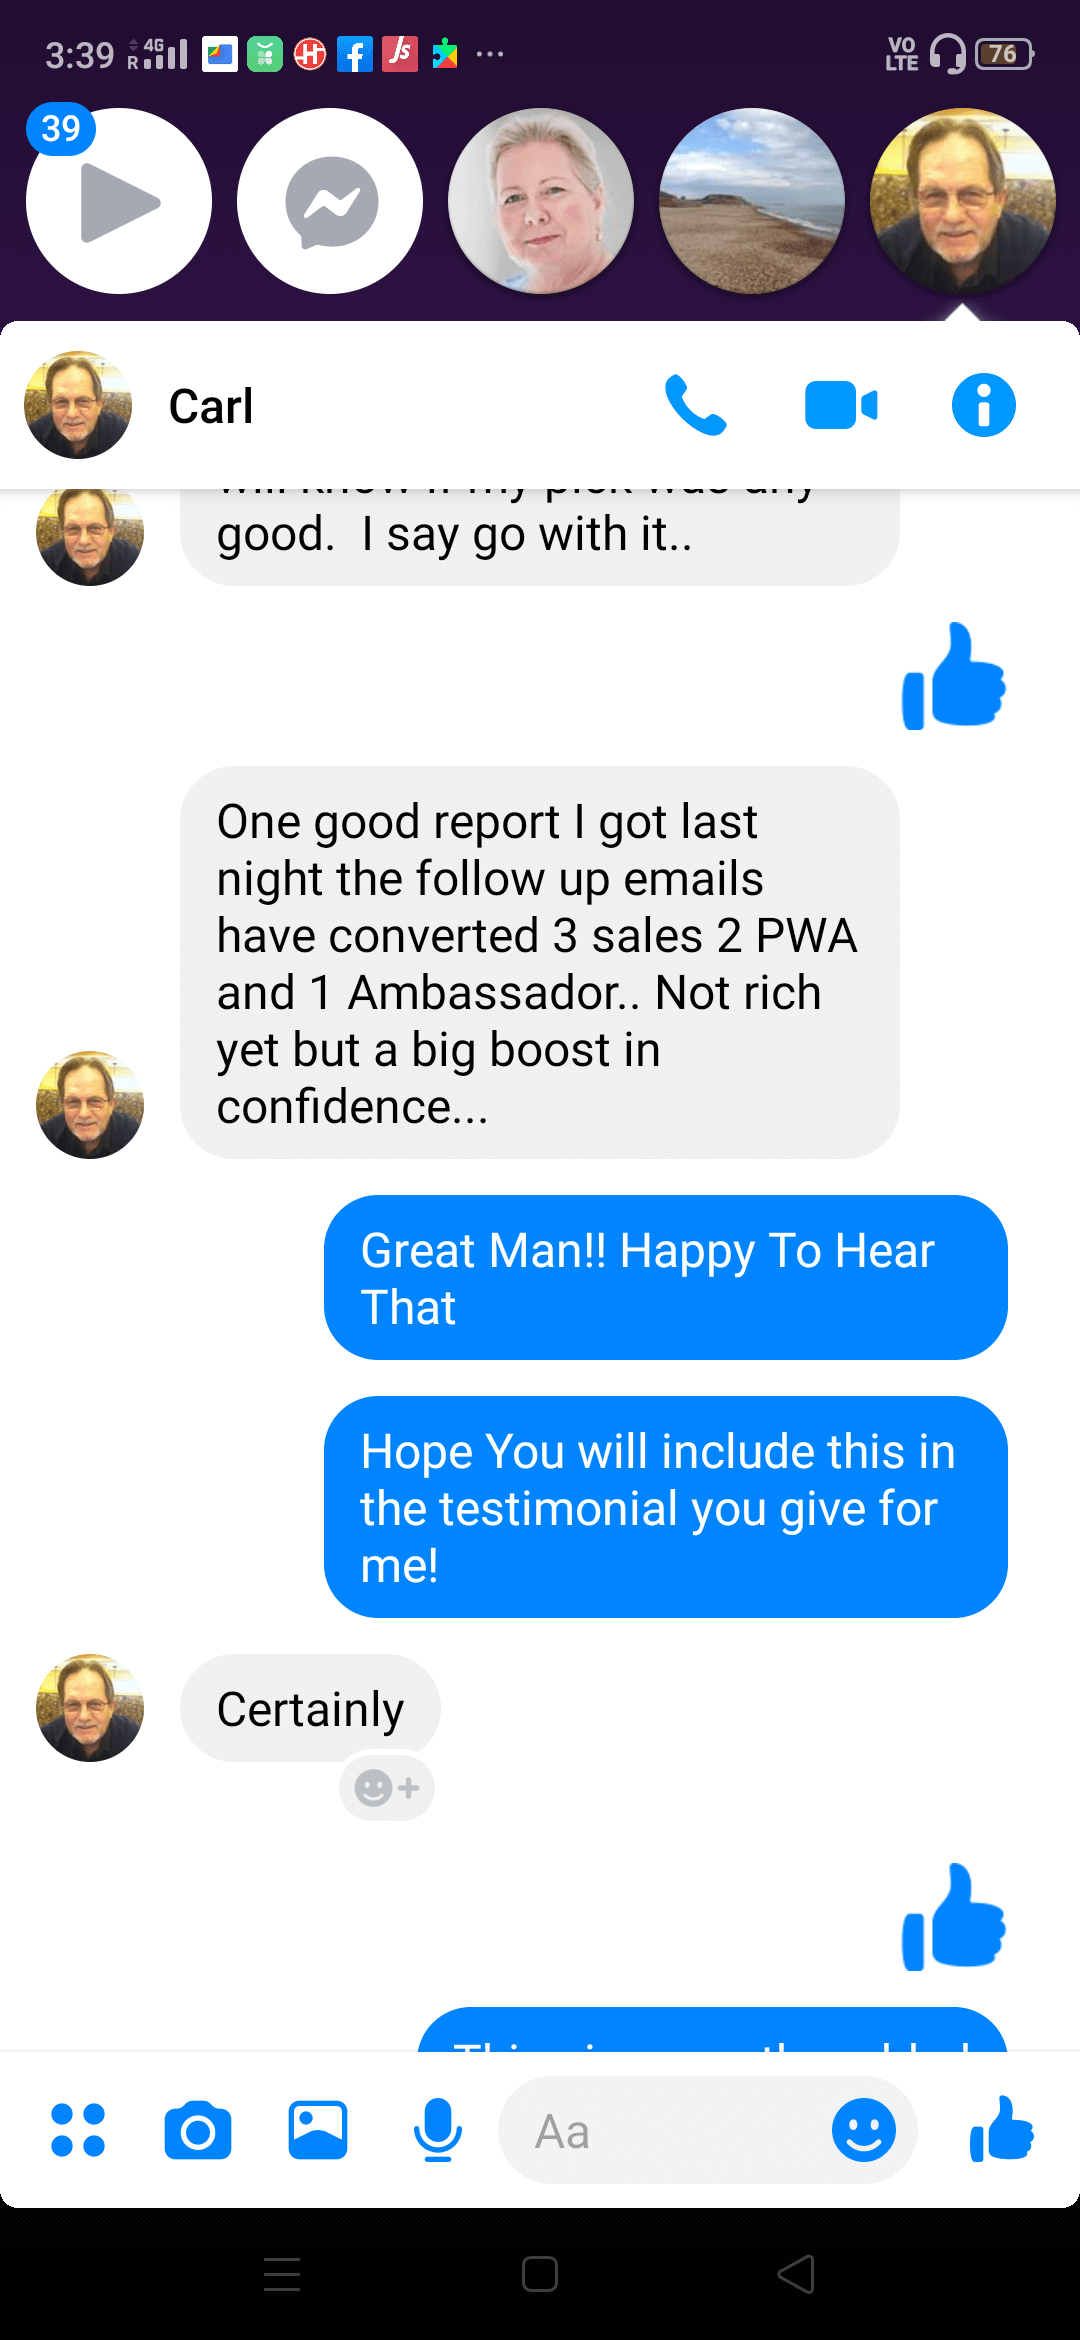 3:39
4G
R
VO
LTE
76
39
Carl
good. I say go with it..
One good report I got last
night the follow up emails
have converted 3 sales 2 PWA
and 1 Ambassador.. Not rich
yet but a big boost in
confidence...
Great Man!! Happy To Hear
That
Hope You will include this in
the testimonial you give for
me!
Certainly
Aa